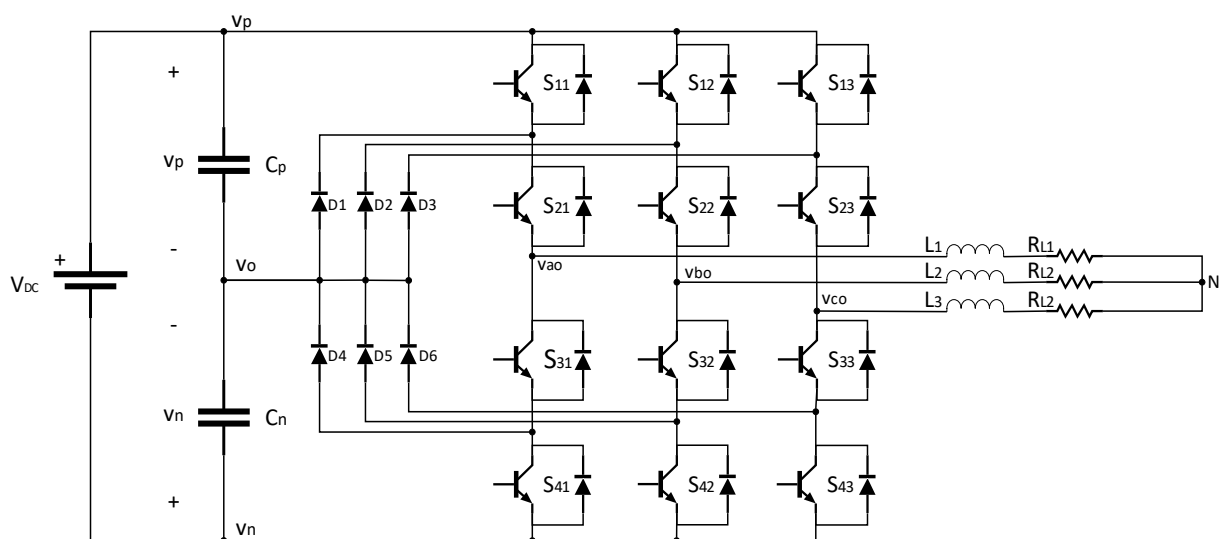 vp
+
S11
S12
S13
vp
Cp
D1
D2
D3
S21
S22
S23
-
L1
RL1
+
vo
vao
VDC
vbo
L2
RL2
N
vco
L3
RL2
-
D4
D5
D6
S31
S32
S33
vn
Cn
+
S41
S42
S43
vn